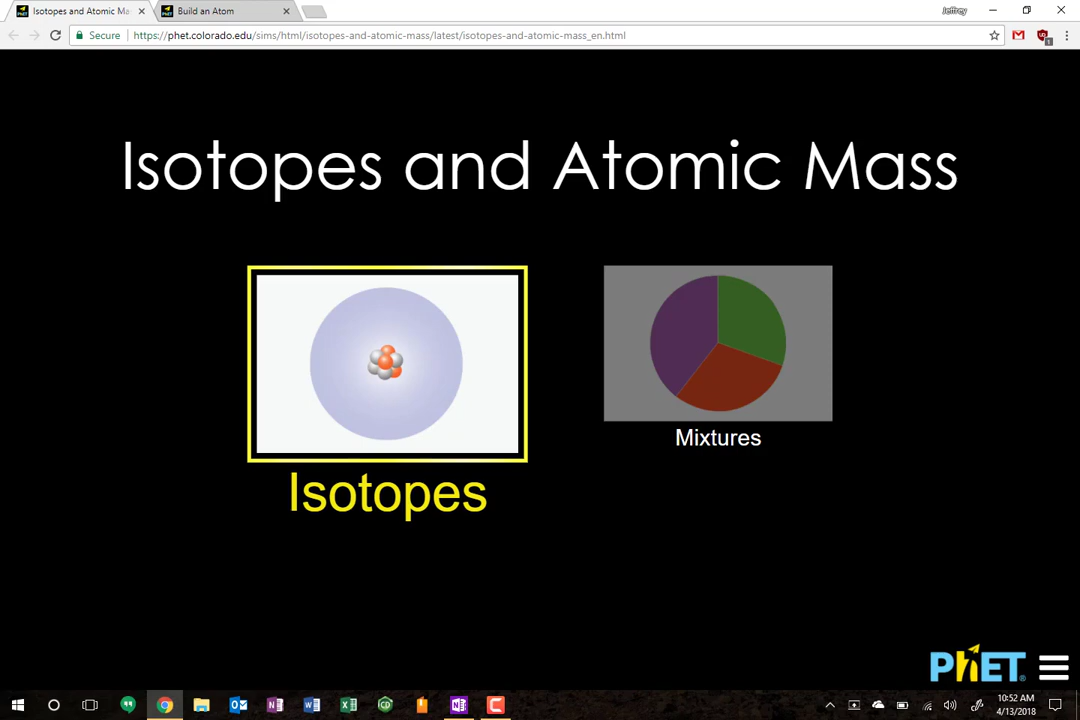 Isotopes and Atomic Ma
Build an Atom
Jeffrey
Secure
https://phet.colorado.edu/sims/html/isotopes-and-atomic-mass/latest/isotopes-and-atomic-mass_en.html
Isotopes and Atomic Mass
Isotopes
Mixtures
PhET
10:52 AM
4/13/2018